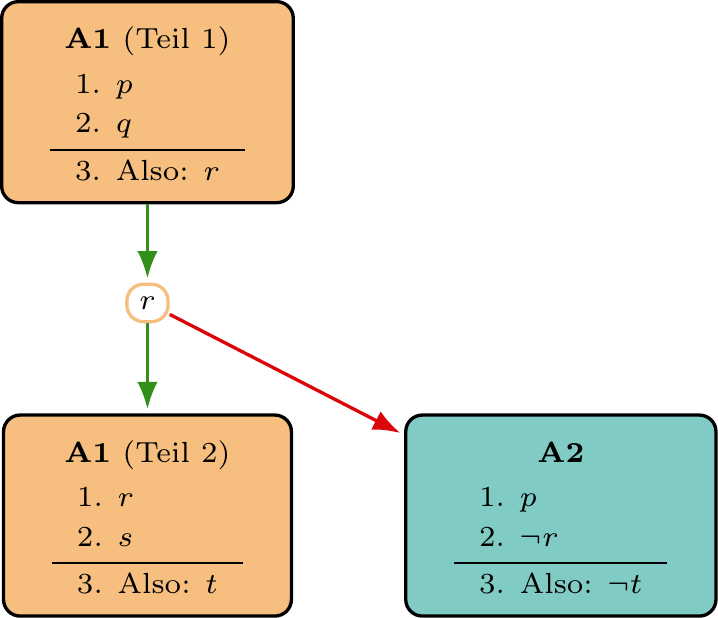 A1 (Teil 1)
1. p
2. q
3. Also: r
r
A1 (Teil 2)
1. r
2. s
3. Also: t
A2
1. p
2. ¬r
3. Also: ¬t